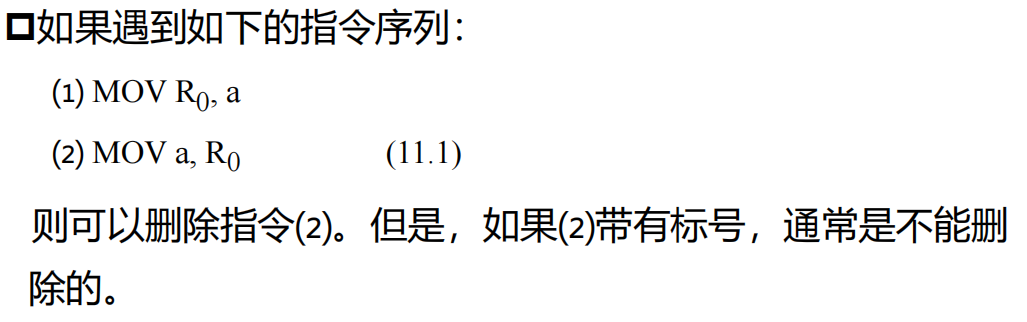 ❑如果遇到如下的指令序列：
⑴ MOV R₀, a
⑵ MOV a, R₀ (11.1)
则可以删除指令⑵。但是，如果⑵带有标号，通常是不能删
除的。